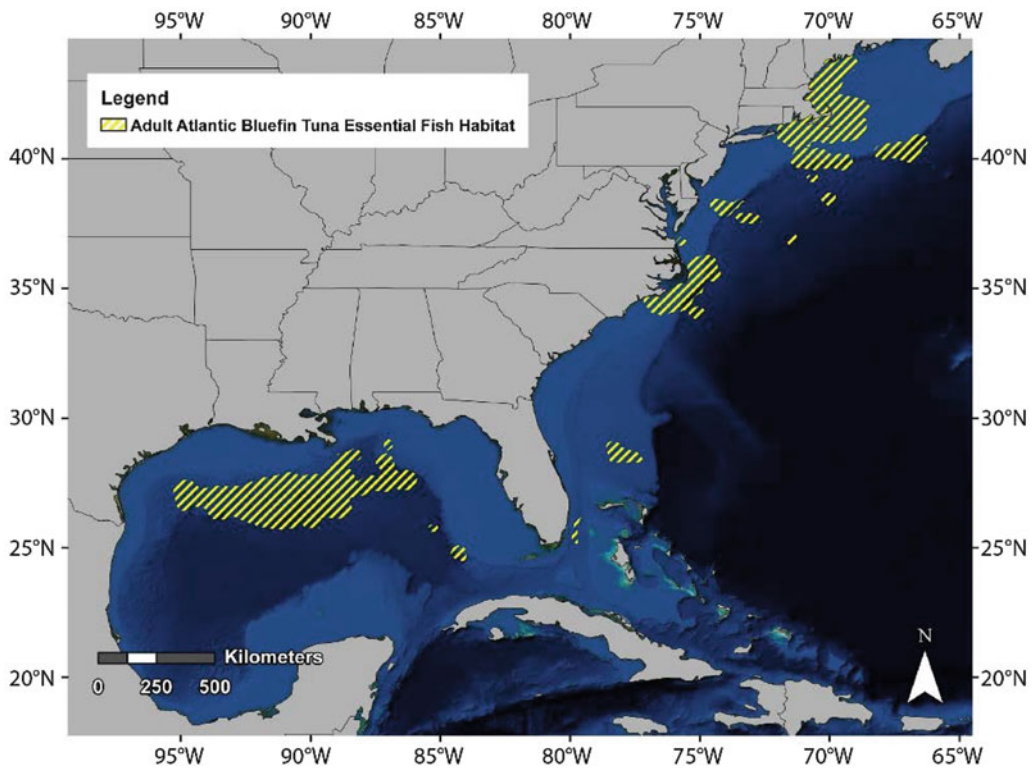 95°W 90°W 85°W 80°W 75°W 70°W 65°W
Legend
Adult Atlantic Bluefin Tuna Essential Fish Habitat
40°N 40°N
35°N 35°N
30°N 30°N
25°N 25°N
N
Kilometers
20°N 20°N
0 250 500
95°W 90°W 85°W 80°W 75°W 70°W 65°W